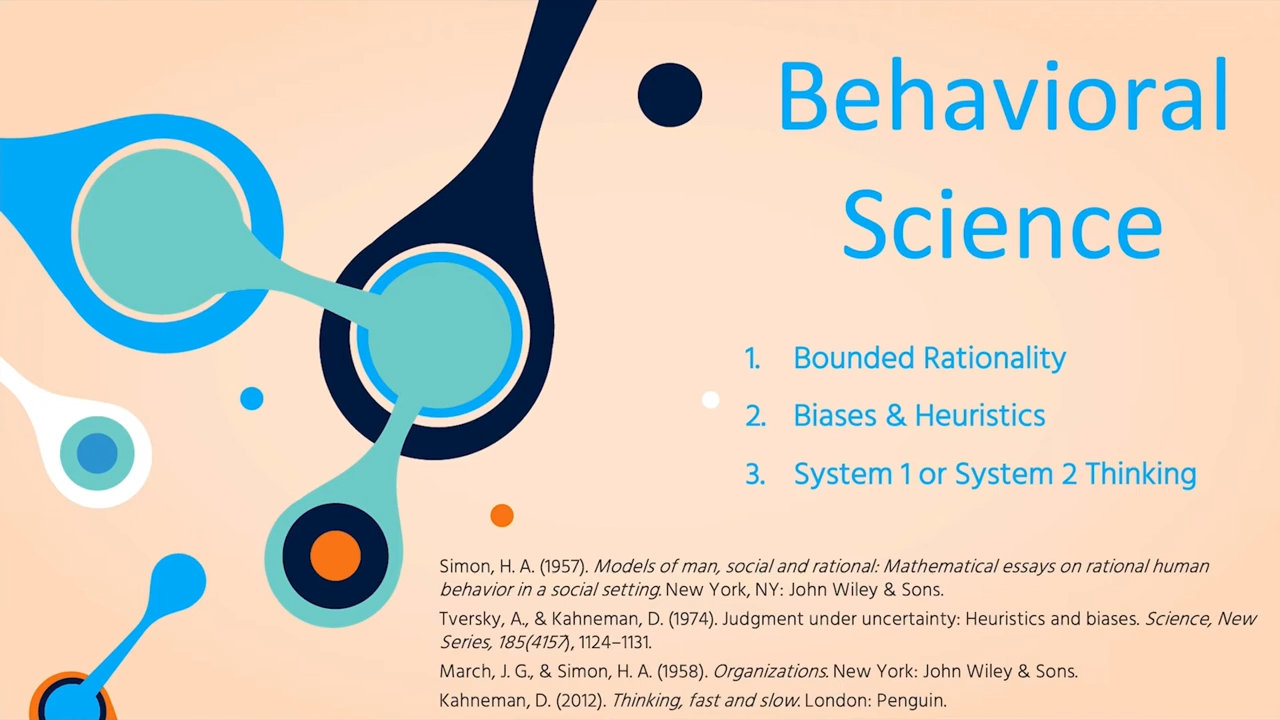 Behavioral
Science
1. Bounded Rationality
2. Biases & Heuristics
3. System 1 or System 2 Thinking
Simon, H. A. (1957). Models of man, social and rational: Mathematical essays on rational human
behavior in a social setting. New York, NY: John Wiley & Sons.
Tversky, A., & Kahneman, D. (1974). Judgment under uncertainty: Heuristics and biases. Science, New
Series, 185(4157), 1124–1131.
March, J. G., & Simon, H. A. (1958). Organizations. New York: John Wiley & Sons.
Kahneman, D. (2012). Thinking, fast and slow. London: Penguin.